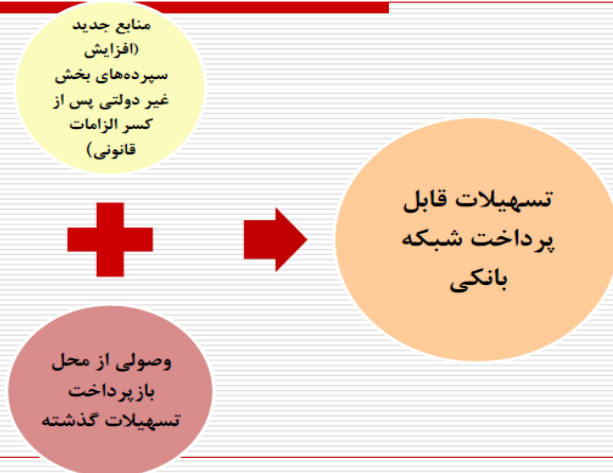 منابع جدید
(افزایش
سپرده‌های بخش
غیر دولتی پس از
کسر الزامات
قانونی)
وصولی از محل
بازپرداخت
تسهیلات گذشته
تسهیلات قابل
پرداخت شبکه
بانکی